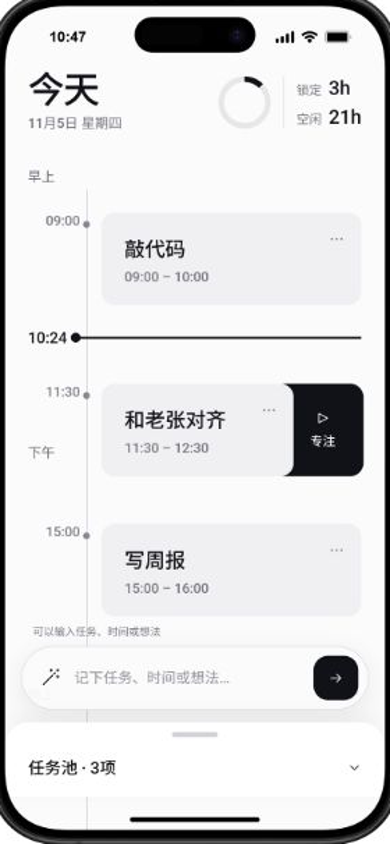 10:47
今天
11月5日 星期四
锁定 3h
空闲 21h
早上
09:00
敲代码
09:00 – 10:00
10:24
11:30
和老张对齐
11:30 – 12:30
专注
下午
15:00
写周报
15:00 – 16:00
可以输入任务、时间或想法
记下任务、时间或想法...
任务池 · 3项